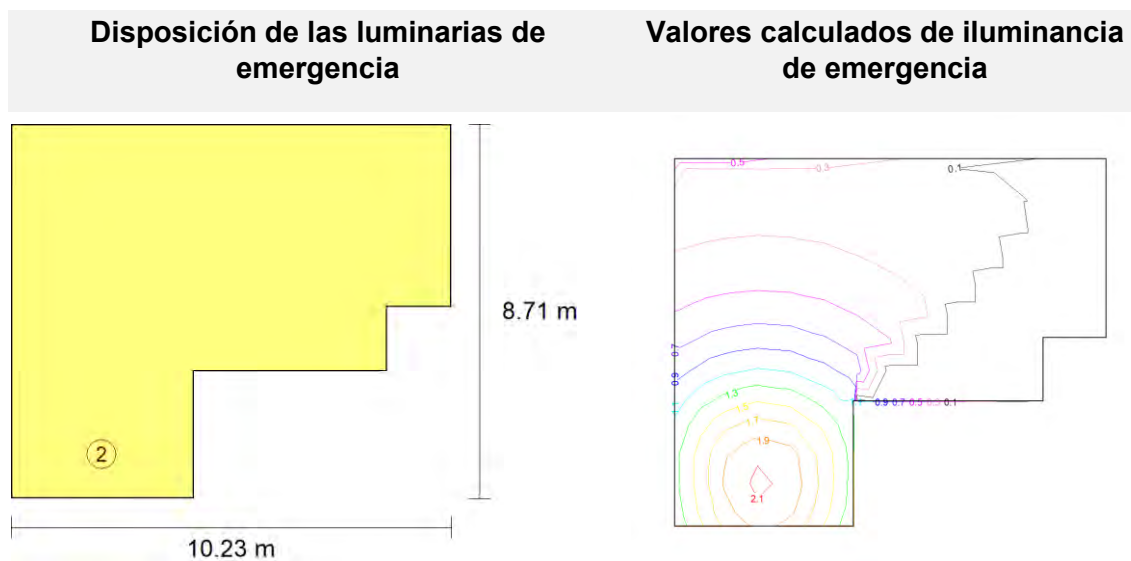 Disposición de las luminarias de
emergencia
Valores calculados de iluminancia
de emergencia
2
8.71 m
10.23 m
0.5
0.3
0.1
0.7
0.9
1.1
1.3
1.5
1.7
1.9
2.1
0.9 0.7 0.5 0.3 0.1